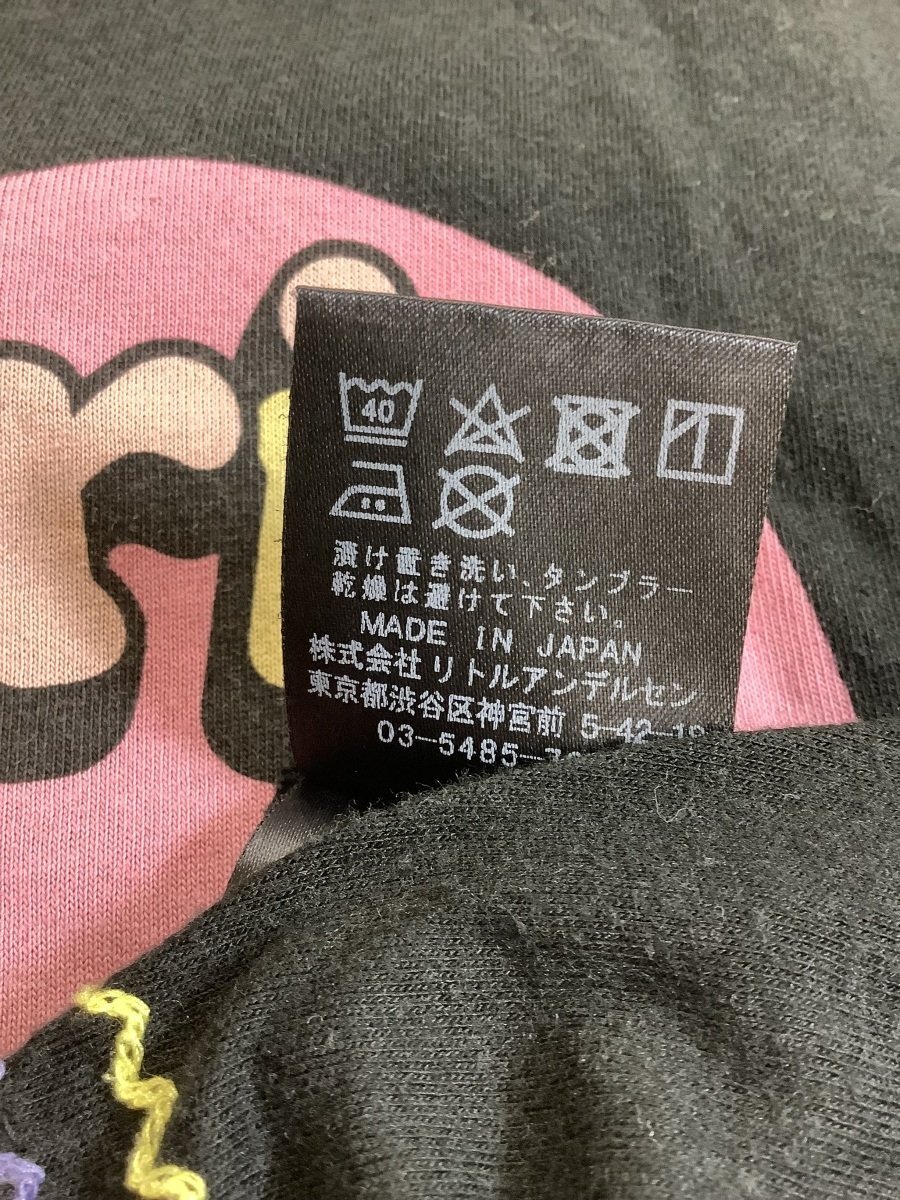 40
漬け置き洗い、タンブラー
乾燥は避けて下さい。
MADE IN JAPAN
株式会社リトルアンデルセン
東京都渋谷区神宮前 5-42-
03-5485-